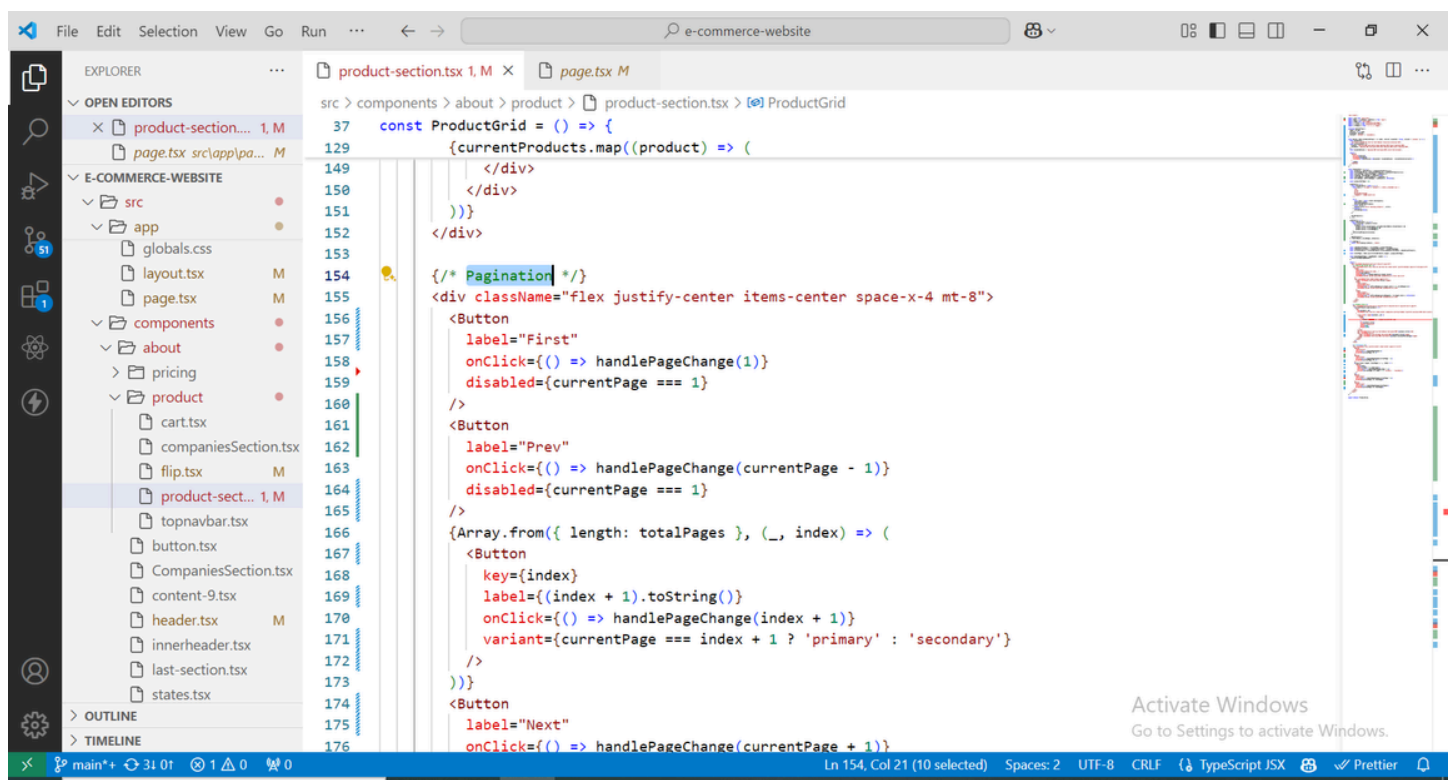 File Edit Selection View Go Run ··· ← → e-commerce-website
EXPLORER ···
OPEN EDITORS
product-section.... 1, M
page.tsx src\app\pa... M
E-COMMERCE-WEBSITE
src
app
globals.css
layout.tsx M
page.tsx M
components
about
pricing
product
cart.tsx
companiesSection.tsx
flip.tsx M
product-sect... 1, M
topnavbar.tsx
button.tsx
CompaniesSection.tsx
content-9.tsx
header.tsx M
innerheader.tsx
last-section.tsx
states.tsx
OUTLINE
TIMELINE
51
1
product-section.tsx 1, M page.tsx M
src > components > about > product > product-section.tsx > ProductGrid
37 const ProductGrid = () => {
129 {currentProducts.map((product) => (
149 </div>
150 </div>
151 ))}
152 </div>
153
154 {/* Pagination */}
155 <div className="flex justify-center items-center space-x-4 mt-8">
156 <Button
157 label="First"
158 onClick={() => handlePageChange(1)}
159 disabled={currentPage === 1}
160 />
161 <Button
162 label="Prev"
163 onClick={() => handlePageChange(currentPage - 1)}
164 disabled={currentPage === 1}
165 />
166 {Array.from({ length: totalPages }, (_, index) => (
167 <Button
168 key={index}
169 label={(index + 1).toString()}
170 onClick={() => handlePageChange(index + 1)}
171 variant={currentPage === index + 1 ? 'primary' : 'secondary'}
172 />
173 ))}
174 <Button
175 label="Next"
176 onClick={() => handlePageChange(currentPage + 1)}
Activate Windows
Go to Settings to activate Windows.
main*+ 3↓ 0↑ 1 0 0 Ln 154, Col 21 (10 selected) Spaces: 2 UTF-8 CRLF TypeScript JSX Prettier